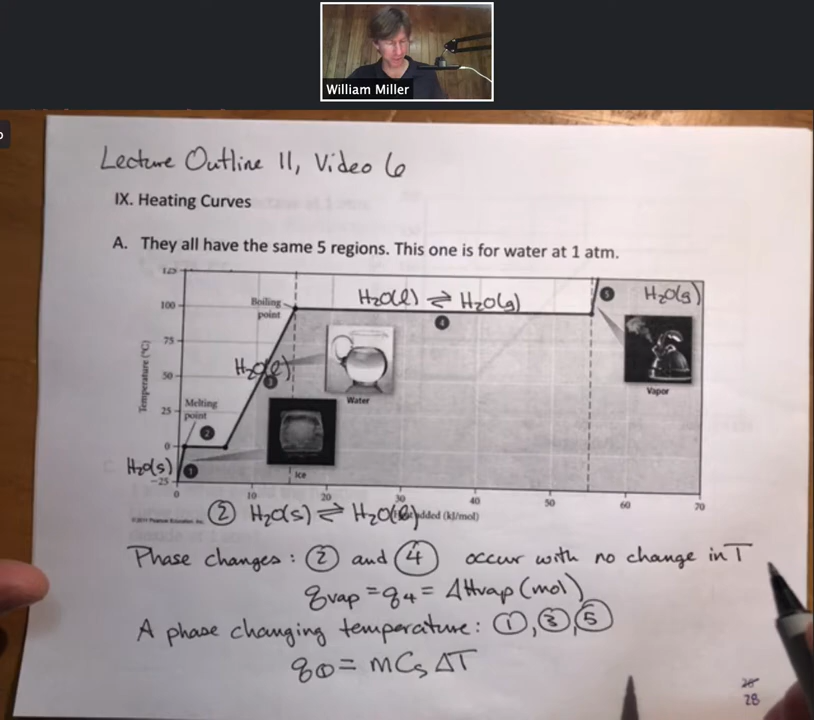 William Miller
Lecture Outline 11, Video 6
IX. Heating Curves
A. They all have the same 5 regions. This one is for water at 1 atm.
125
100
75
50
25
0
−25
Temperature (°C)
Boiling
point
H₂O(l) ⇌ H₂O(g)
5
H₂O(g)
4
H₂O(l)
3
Water
Vapor
Melting
point
2
H₂O(s)
1
Ice
0 10 20 30 40 50 60 70
② H₂O(s) ⇌ H₂O(l)
added (kJ/mol)
Phase changes: ② and ④ occur with no change in T
qvap = q4 = ΔHvap (mol)
A phase changing temperature: ①, ③, ⑤
q① = mCsΔT
28